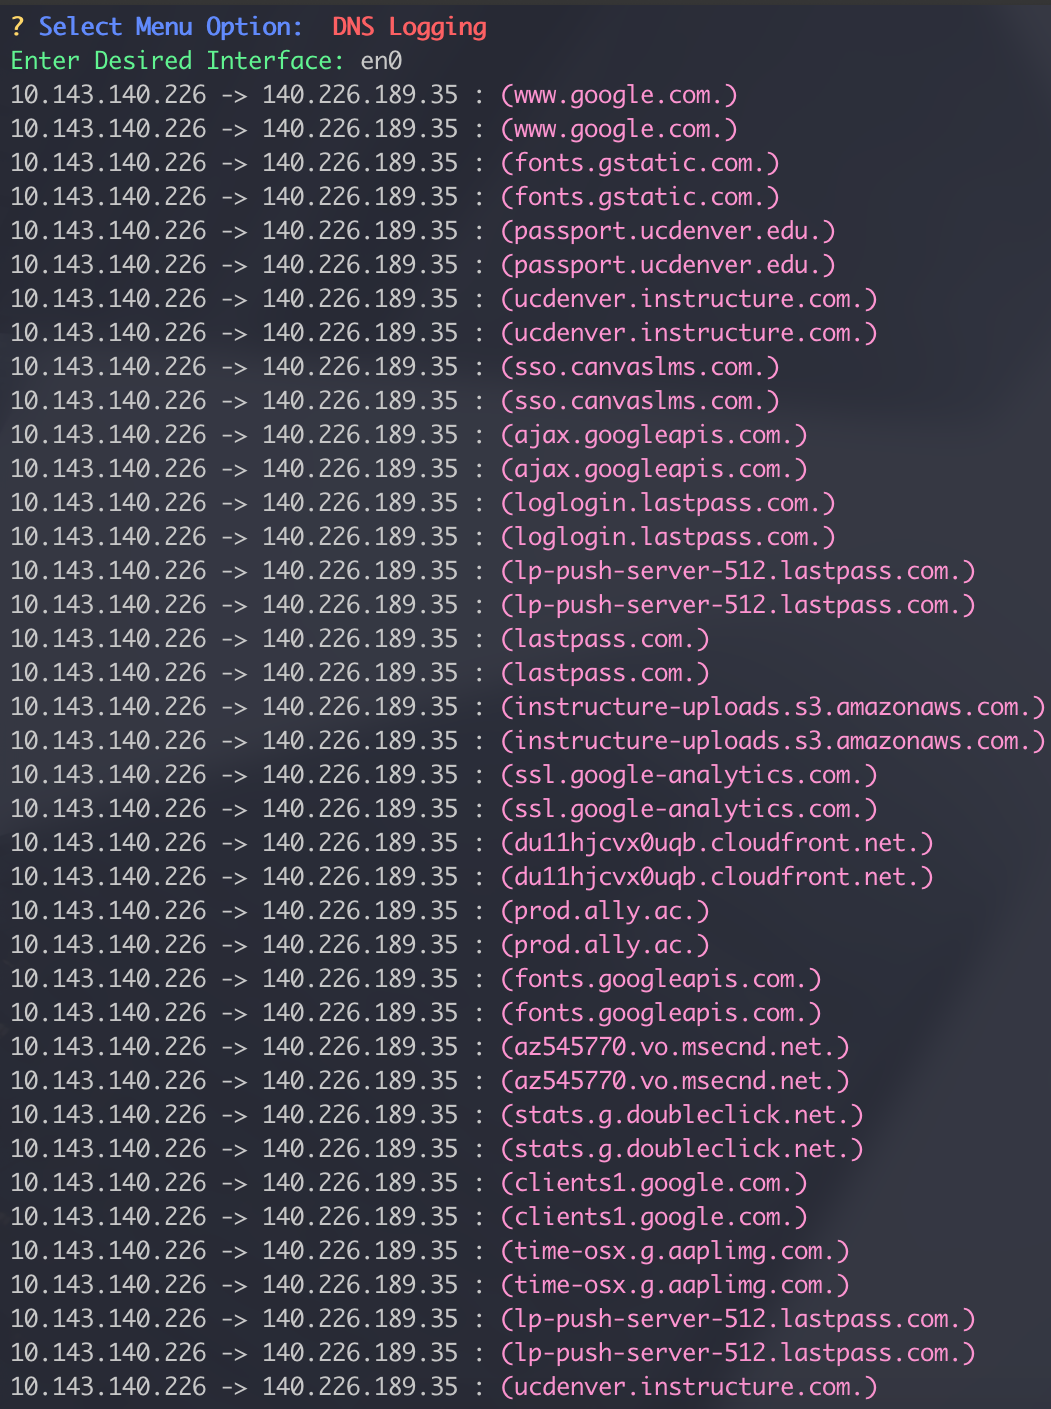 ? Select Menu Option:  DNS Logging
Enter Desired Interface: en0
10.143.140.226 -> 140.226.189.35 : (www.google.com.)
10.143.140.226 -> 140.226.189.35 : (www.google.com.)
10.143.140.226 -> 140.226.189.35 : (fonts.gstatic.com.)
10.143.140.226 -> 140.226.189.35 : (fonts.gstatic.com.)
10.143.140.226 -> 140.226.189.35 : (passport.ucdenver.edu.)
10.143.140.226 -> 140.226.189.35 : (passport.ucdenver.edu.)
10.143.140.226 -> 140.226.189.35 : (ucdenver.instructure.com.)
10.143.140.226 -> 140.226.189.35 : (ucdenver.instructure.com.)
10.143.140.226 -> 140.226.189.35 : (sso.canvaslms.com.)
10.143.140.226 -> 140.226.189.35 : (sso.canvaslms.com.)
10.143.140.226 -> 140.226.189.35 : (ajax.googleapis.com.)
10.143.140.226 -> 140.226.189.35 : (ajax.googleapis.com.)
10.143.140.226 -> 140.226.189.35 : (loglogin.lastpass.com.)
10.143.140.226 -> 140.226.189.35 : (loglogin.lastpass.com.)
10.143.140.226 -> 140.226.189.35 : (lp-push-server-512.lastpass.com.)
10.143.140.226 -> 140.226.189.35 : (lp-push-server-512.lastpass.com.)
10.143.140.226 -> 140.226.189.35 : (lastpass.com.)
10.143.140.226 -> 140.226.189.35 : (lastpass.com.)
10.143.140.226 -> 140.226.189.35 : (instructure-uploads.s3.amazonaws.com.)
10.143.140.226 -> 140.226.189.35 : (instructure-uploads.s3.amazonaws.com.)
10.143.140.226 -> 140.226.189.35 : (ssl.google-analytics.com.)
10.143.140.226 -> 140.226.189.35 : (ssl.google-analytics.com.)
10.143.140.226 -> 140.226.189.35 : (du11hjcvx0uqb.cloudfront.net.)
10.143.140.226 -> 140.226.189.35 : (du11hjcvx0uqb.cloudfront.net.)
10.143.140.226 -> 140.226.189.35 : (prod.ally.ac.)
10.143.140.226 -> 140.226.189.35 : (prod.ally.ac.)
10.143.140.226 -> 140.226.189.35 : (fonts.googleapis.com.)
10.143.140.226 -> 140.226.189.35 : (fonts.googleapis.com.)
10.143.140.226 -> 140.226.189.35 : (az545770.vo.msecnd.net.)
10.143.140.226 -> 140.226.189.35 : (az545770.vo.msecnd.net.)
10.143.140.226 -> 140.226.189.35 : (stats.g.doubleclick.net.)
10.143.140.226 -> 140.226.189.35 : (stats.g.doubleclick.net.)
10.143.140.226 -> 140.226.189.35 : (clients1.google.com.)
10.143.140.226 -> 140.226.189.35 : (clients1.google.com.)
10.143.140.226 -> 140.226.189.35 : (time-osx.g.aaplimg.com.)
10.143.140.226 -> 140.226.189.35 : (time-osx.g.aaplimg.com.)
10.143.140.226 -> 140.226.189.35 : (lp-push-server-512.lastpass.com.)
10.143.140.226 -> 140.226.189.35 : (lp-push-server-512.lastpass.com.)
10.143.140.226 -> 140.226.189.35 : (ucdenver.instructure.com.)